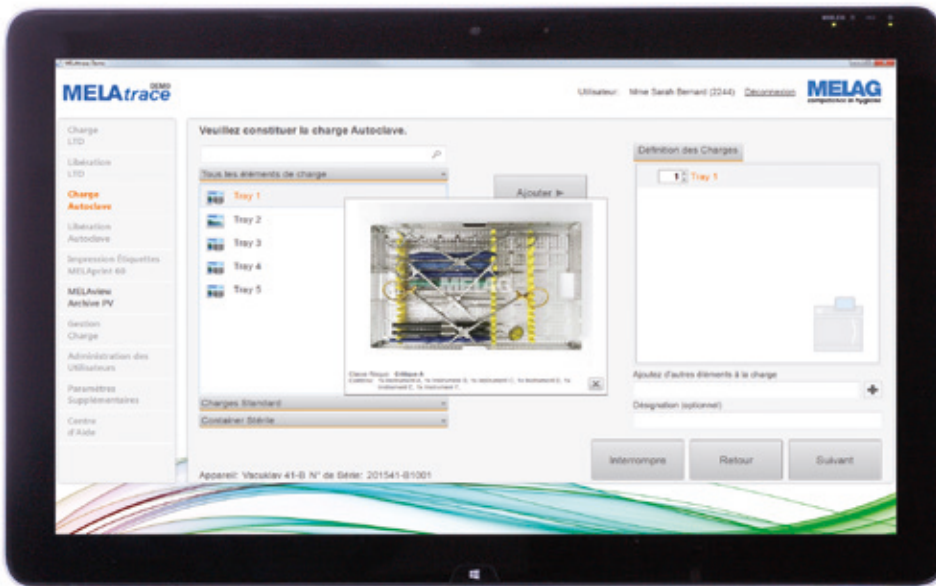 MELAtrace DEMO
Utilisateur: Mme Sarah Bernard (2244) Déconnexion
MELAG
competence in hygiene
Charge
LTD
Libération
LTD
Charge
Autoclave
Libération
Autoclave
Impression Étiquettes
MELAprint 60
MELAview
Archive PV
Gestion
Charge
Administration des
Utilisateurs
Paramètres
Supplémentaires
Centre
d'Aide
Veuillez constituer la charge Autoclave.
Tous les éléments de charge
Tray 1
Tray 2
Tray 3
Tray 4
Tray 5
Charges Standard
Container Stérile
Ajouter
MELAG
Classe Risque: Critique A
Définition des Charges
1 Tray 1
Ajoutez d'autres éléments à la charge
Désignation (optionnel)
Interrompre Retour Suivant
Appareil: Vacuklav 41-B N° de Série: 201541-B1001